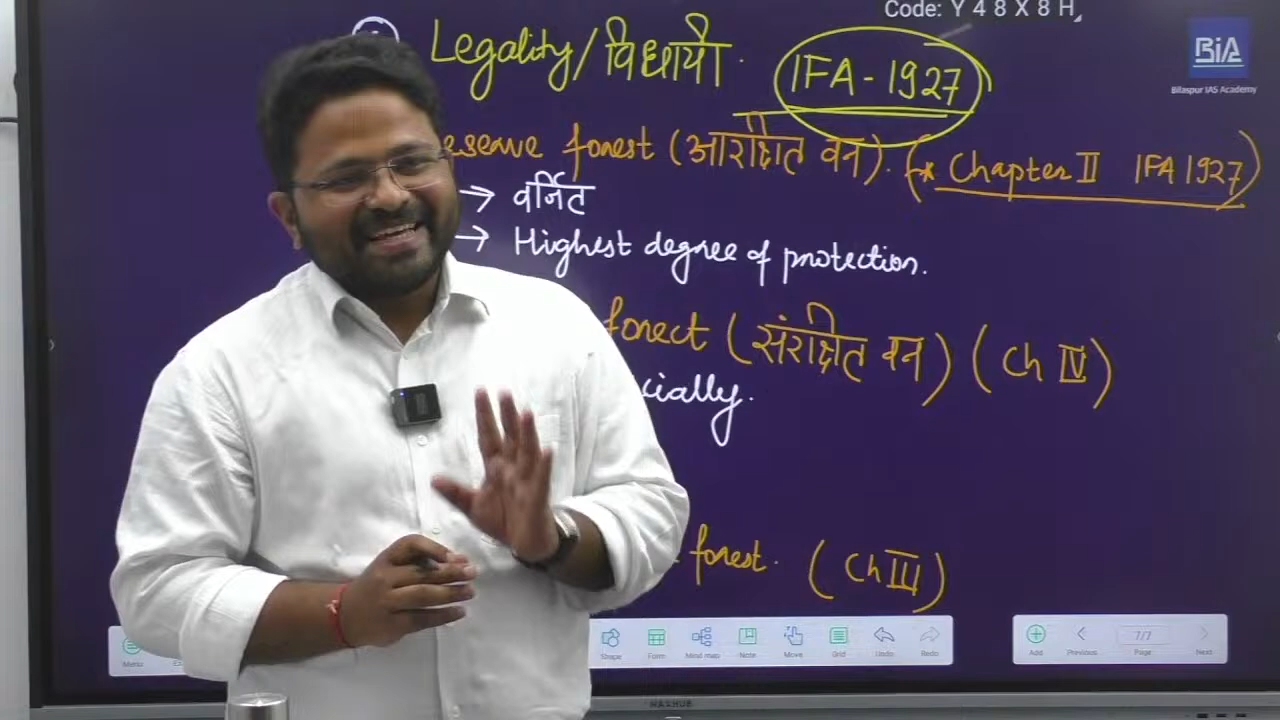 Code: Y 4 8 X 8 H
BIA
Bilaspur IAS Academy
Legality/विधायी. IFA - 1927
eserve forest (आरक्षित वन). (* Chapter II IFA 1927)
→ वर्जित
→ Highest degree of protection.
forect (संरक्षित वन) (Ch IV)
cially.
forest. (Ch III)
Menu
Shape Form Mind map Note Move Grid Undo Redo
Add Previous 7/7 Page Next